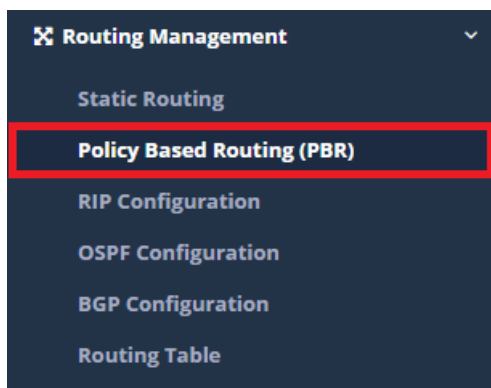 Routing Management
Static Routing
Policy Based Routing (PBR)
RIP Configuration
OSPF Configuration
BGP Configuration
Routing Table